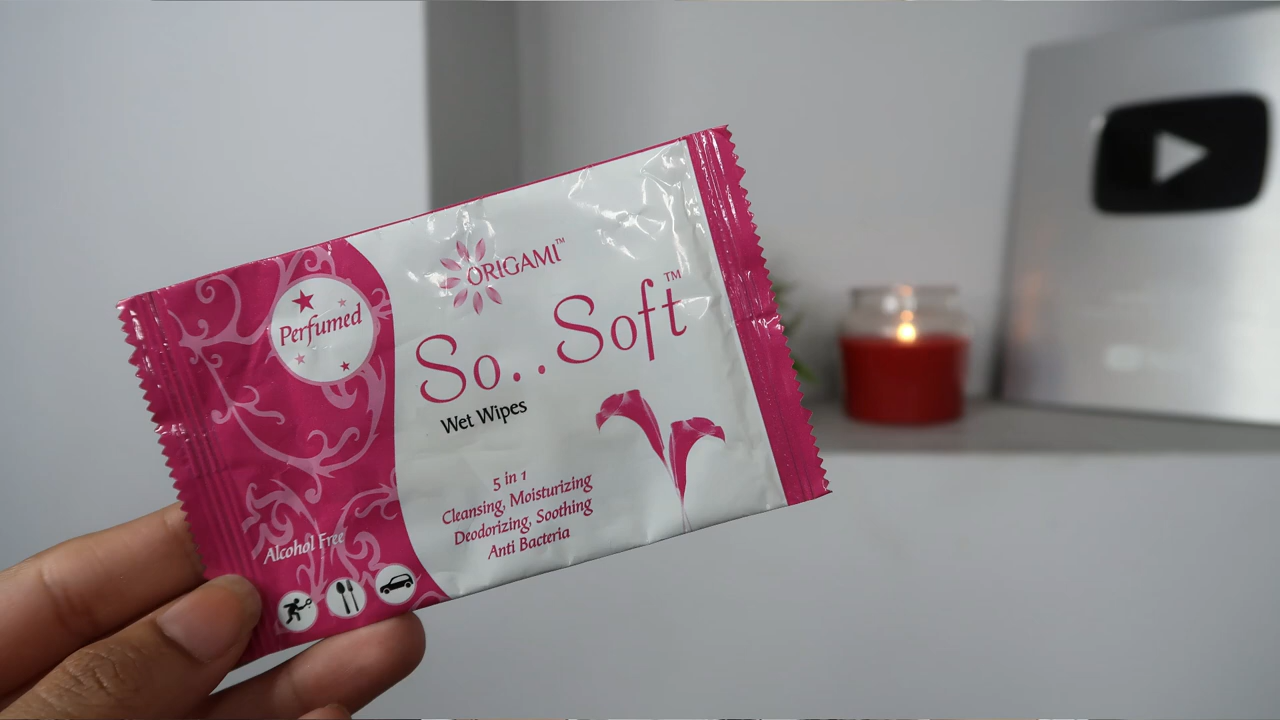 Perfumed
ORIGAMI™
So..Soft™
Wet Wipes
5 in 1
Cleansing, Moisturizing
Deodorizing, Soothing
Anti Bacteria
Alcohol Free